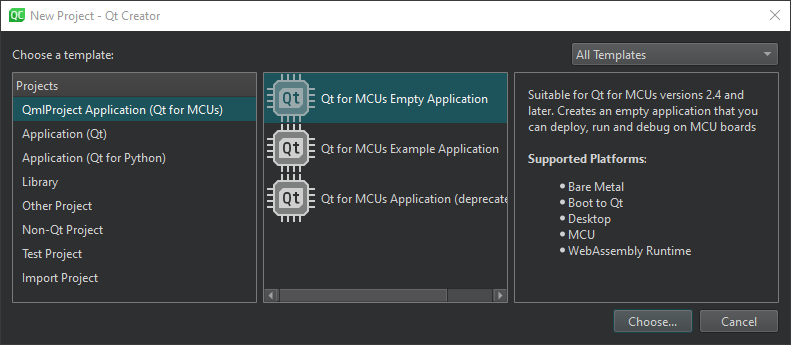 QC New Project - Qt Creator
Choose a template:
All Templates
Projects
QmlProject Application (Qt for MCUs)
Application (Qt)
Application (Qt for Python)
Library
Other Project
Non-Qt Project
Test Project
Import Project
Qt Qt for MCUs Empty Application
Qt Qt for MCUs Example Application
Qt Qt for MCUs Application (deprecate
Suitable for Qt for MCUs versions 2.4 and
later. Creates an empty application that you
can deploy, run and debug on MCU boards
Supported Platforms:
• Bare Metal
• Boot to Qt
• Desktop
• MCU
• WebAssembly Runtime
Choose...
Cancel